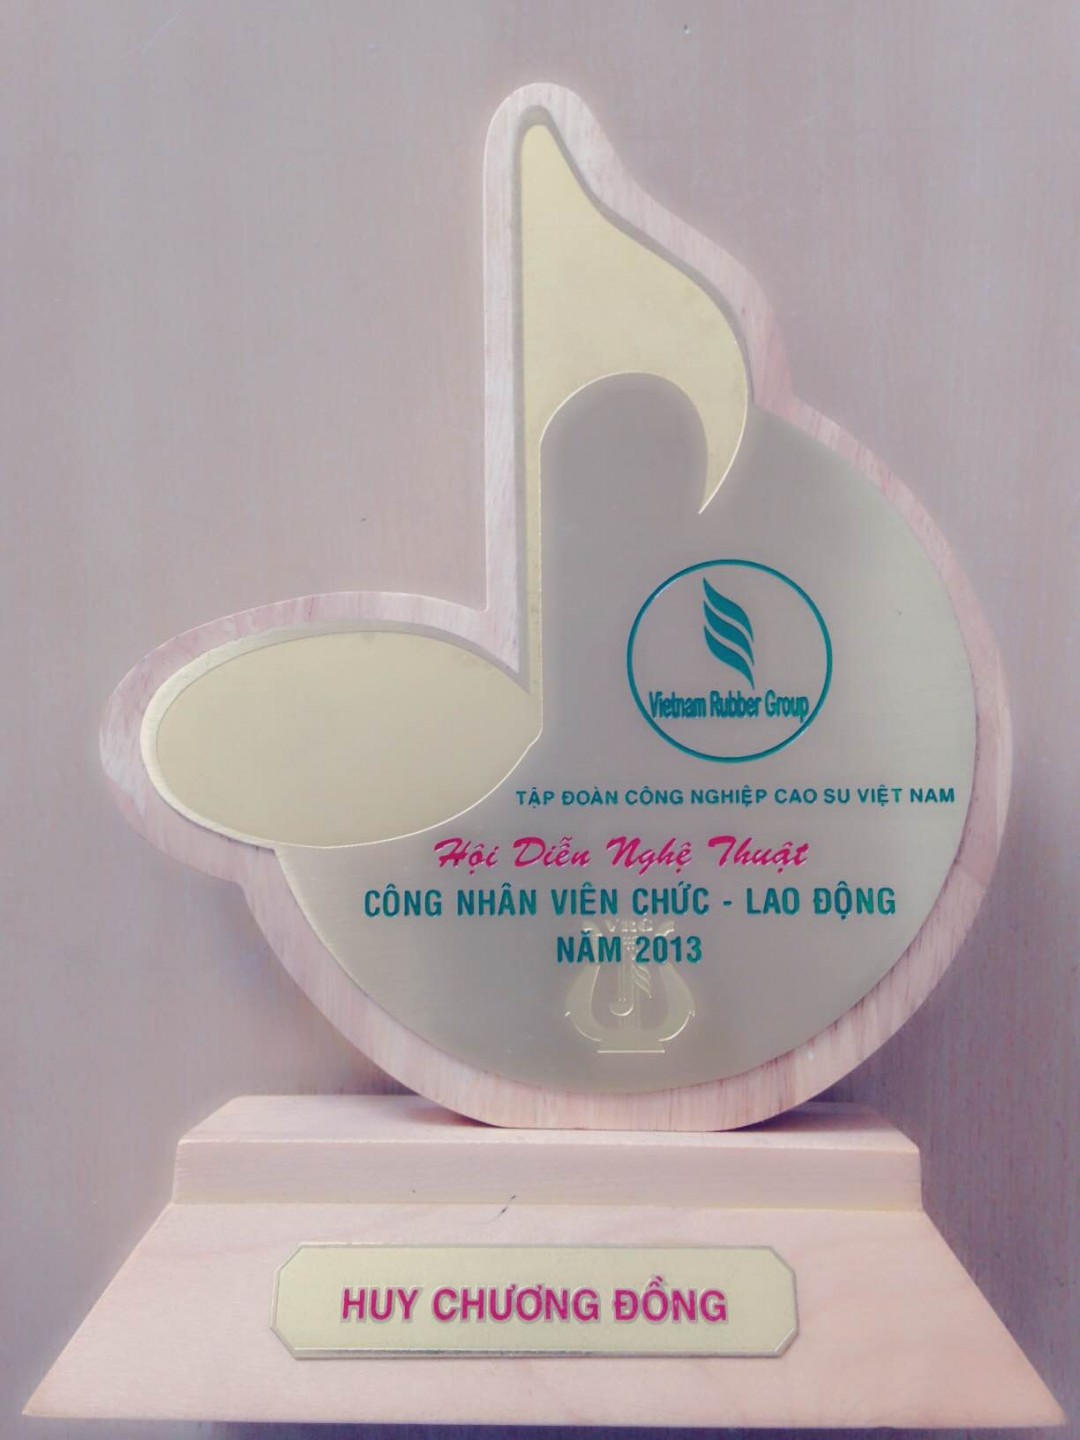 Vietnam Rubber Group
TẬP ĐOÀN CÔNG NGHIỆP CAO SU VIỆT NAM
Hội Diễn Nghệ Thuật
CÔNG NHÂN VIÊN CHỨC - LAO ĐỘNG
VRG
NĂM 2013
HUY CHƯƠNG ĐỒNG